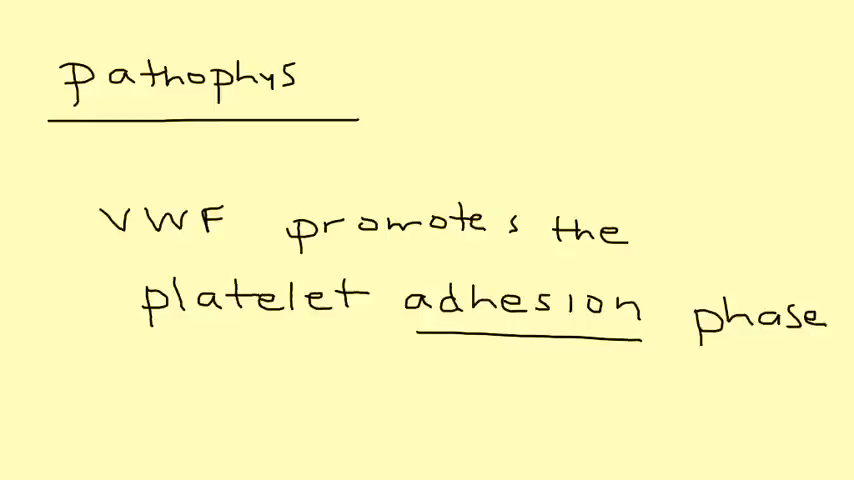 Pathophys
VWF promotes the
platelet adhesion phase